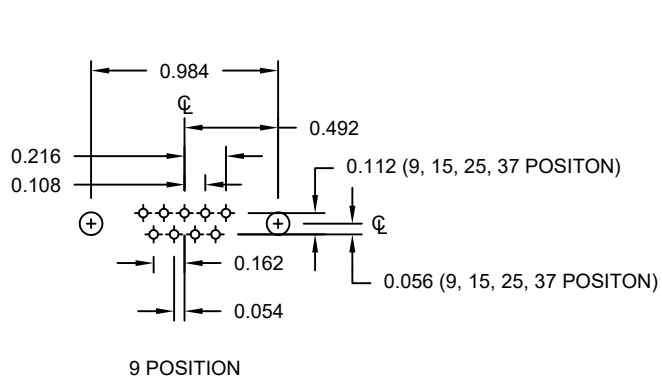 0.984
℄
0.492
0.216
0.112 (9, 15, 25, 37 POSITON)
0.108
℄
0.162
0.056 (9, 15, 25, 37 POSITON)
0.054
9 POSITION